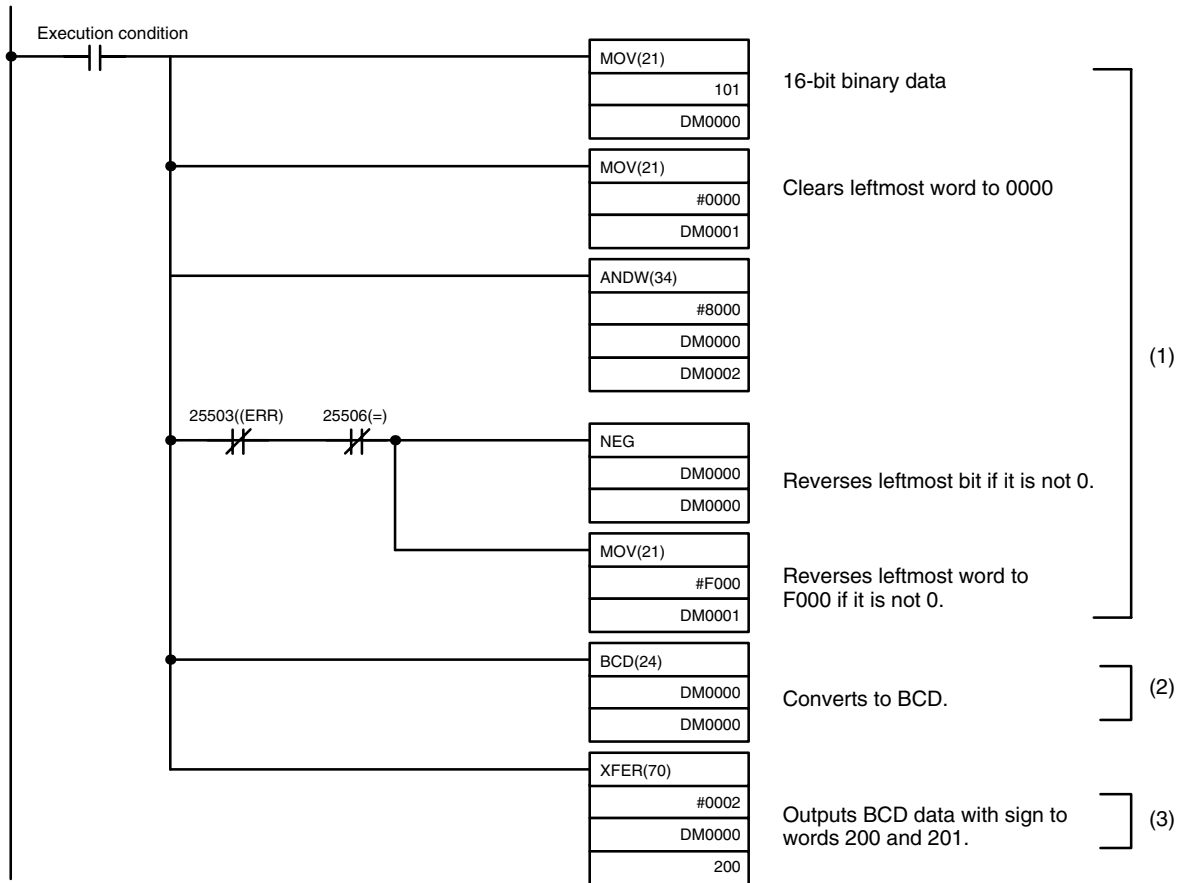 Execution condition
MOV(21)
101
DM0000
16-bit binary data
MOV(21)
#0000
DM0001
Clears leftmost word to 0000
ANDW(34)
#8000
DM0000
DM0002
(1)
25503((ERR)
25506(=)
NEG
DM0000
DM0000
Reverses leftmost bit if it is not 0.
MOV(21)
#F000
DM0001
Reverses leftmost word to
F000 if it is not 0.
BCD(24)
DM0000
DM0000
Converts to BCD.
(2)
XFER(70)
#0002
DM0000
200
Outputs BCD data with sign to
words 200 and 201.
(3)